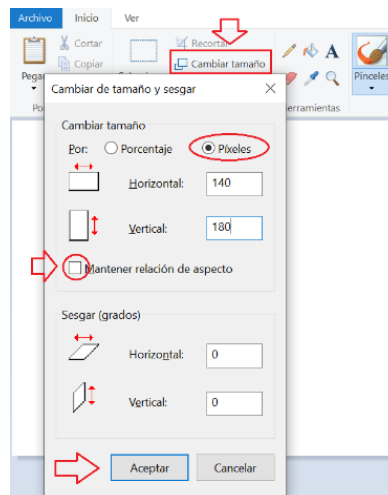 Archivo Inicio Ver
Cortar
Recortar
Copiar
Cambiar tamaño
Pegar
Pinceles
Cambiar de tamaño y sesgar
erramientas
Cambiar tamaño
Por: Porcentaje Píxeles
Horizontal: 140
Vertical: 180
Mantener relación de aspecto
Sesgar (grados)
Horizontal: 0
Vertical: 0
Aceptar Cancelar